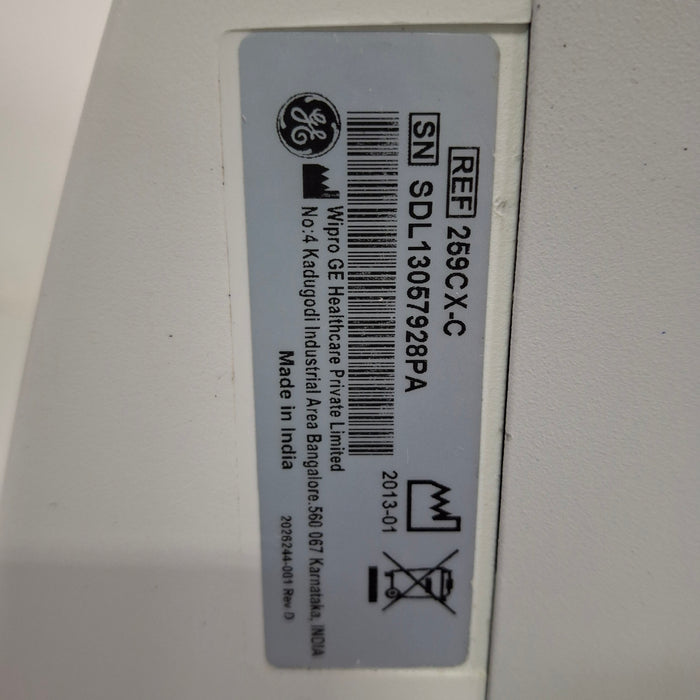 REF 259CX-C
SN SDL13057928PA
2013-01
GE
Wipro GE Healthcare Private Limited
No:4 Kadugodi Industrial Area Bangalore.560 067 Karnataka, INDIA
Made in India
2026244-001 Rev D